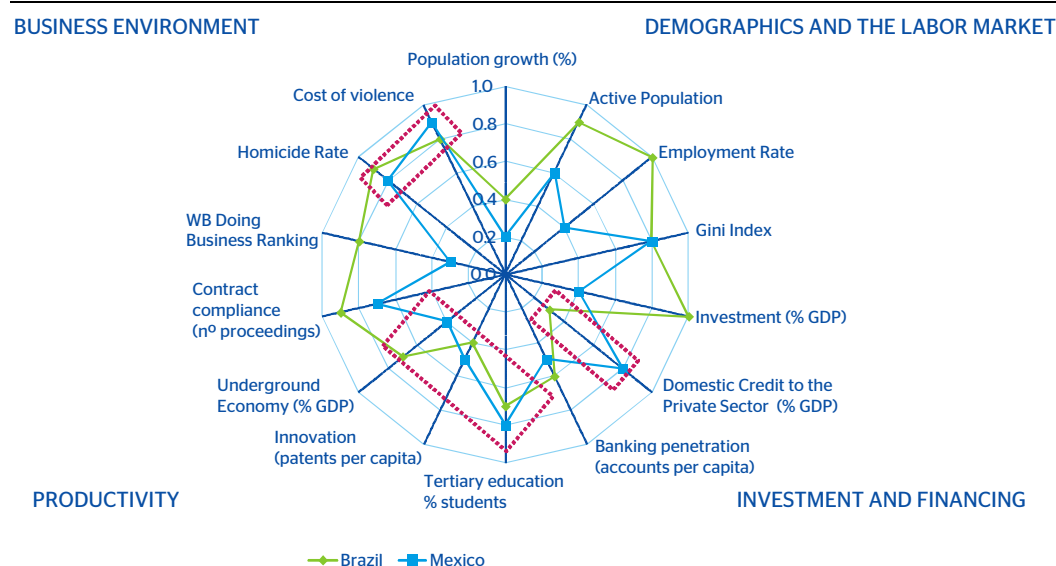 BUSINESS ENVIRONMENT
DEMOGRAPHICS AND THE LABOR MARKET
Population growth (%)
1.0
0.8
0.6
0.4
0.2
0.0
Active Population
Employment Rate
Gini Index
Investment (% GDP)
Domestic Credit to the
Private Sector (% GDP)
Banking penetration
(accounts per capita)
Tertiary education
% students
Innovation
(patents per capita)
Underground
Economy (% GDP)
Contract
compliance
(nº proceedings)
WB Doing
Business Ranking
Homicide Rate
Cost of violence
PRODUCTIVITY
INVESTMENT AND FINANCING
Brazil
Mexico